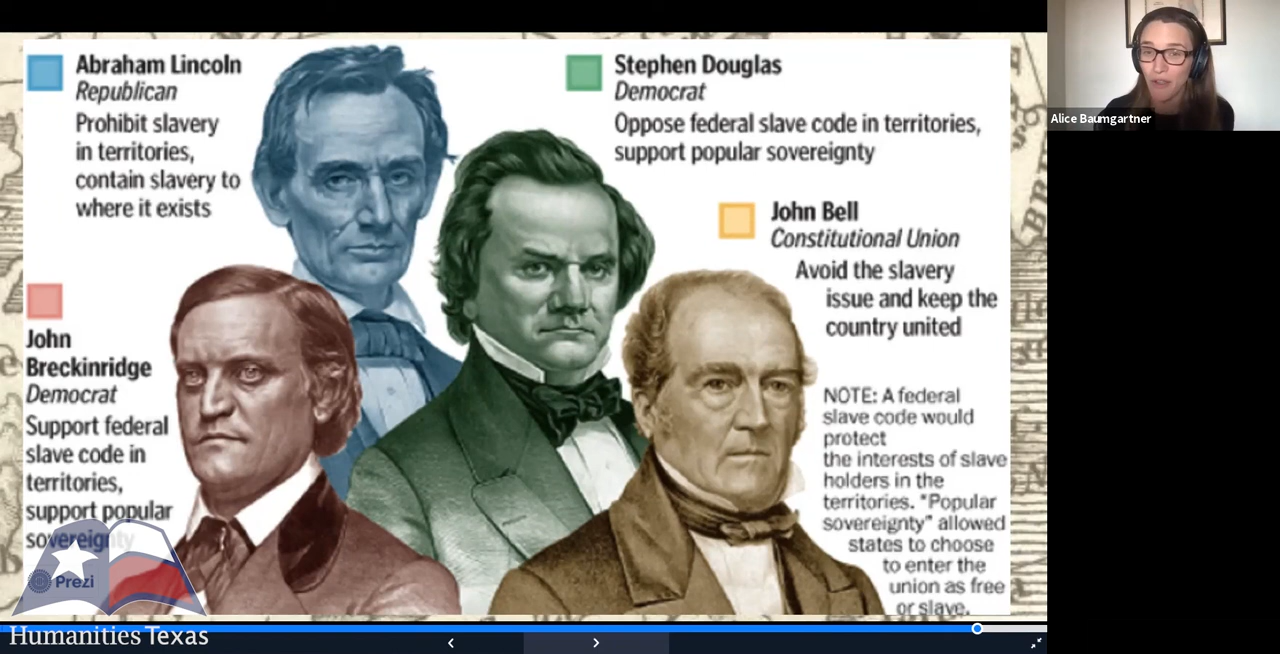 Abraham Lincoln
Republican
Prohibit slavery
in territories,
contain slavery to
where it exists
Stephen Douglas
Democrat
Oppose federal slave code in territories,
support popular sovereignty
John Bell
Constitutional Union
Avoid the slavery
issue and keep the
country united
John
Breckinridge
Democrat
Support federal
slave code in
territories,
support popular
sovereignty
NOTE: A federal
slave code would
protect
the interests of slave
holders in the
territories. "Popular
sovereignty" allowed
states to choose
to enter the
union as free
or slave.
Prezi
Humanities Texas
Alice Baumgartner